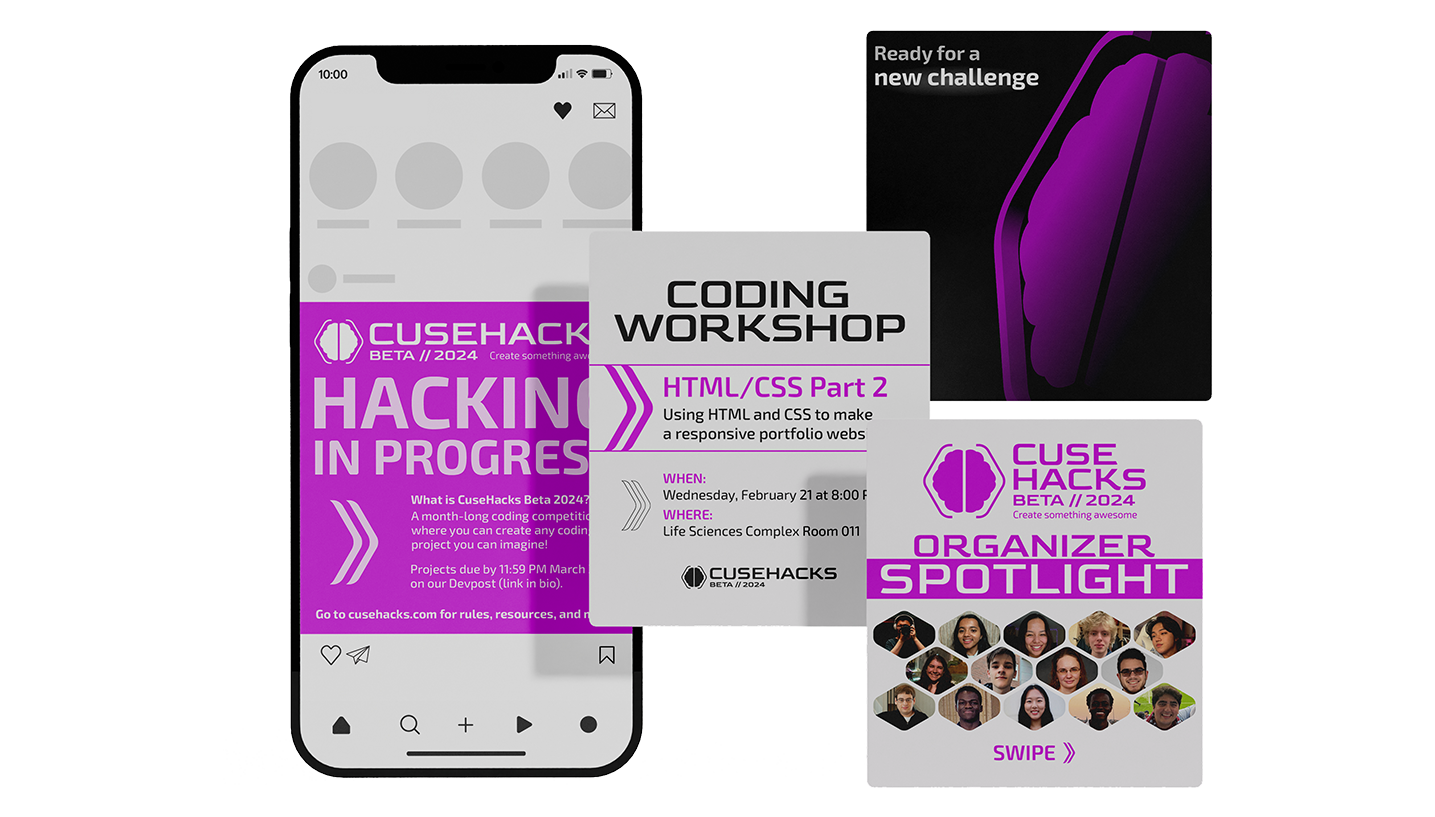 10:00
CUSEHACK
BETA // 2024 Create something
HACKING
IN PROGRES
What is CuseHacks Beta 2024?
A month-long coding
where you can create any coding
project you can imagine!
Projects due by 11:59 PM March
on our Devpost (link in bio).
Go to cusehacks.com for rules, resources, and
CODING
WORKSHOP
HTML/CSS Part 2
Using HTML and CSS to make
a responsive portfolio webs
WHEN:
Wednesday, February 21 at 8:00
WHERE:
Life Sciences Complex Room 011
CUSEHACKS
BETA // 2024
Ready for a
new challenge
CUSE
HACKS
BETA // 2024
Create something awesome
ORGANIZER
SPOTLIGHT
SWIPE